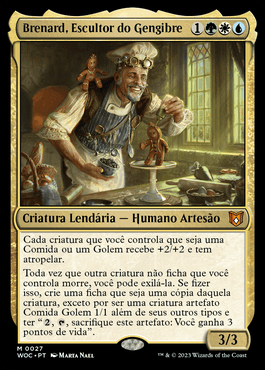 Brenard, Escultor do Gengibre 1
Criatura Lendária — Humano Artesão
Cada criatura que você controla que seja uma
Comida ou um Golem recebe +2/+2 e tem
atropelar.
Toda vez que outra criatura não ficha que você
controla morre, você pode exilá-la. Se fizer
isso, crie uma ficha que seja uma cópia daquela
criatura, exceto por ser uma criatura artefato
Comida Golem 1/1 além de seus outros tipos e
ter “2, , sacrifique este artefato: Você ganha 3
pontos de vida”.
3/3
M 0027
WOC • PT Marta Nael
™ & © 2023 Wizards of the Coast